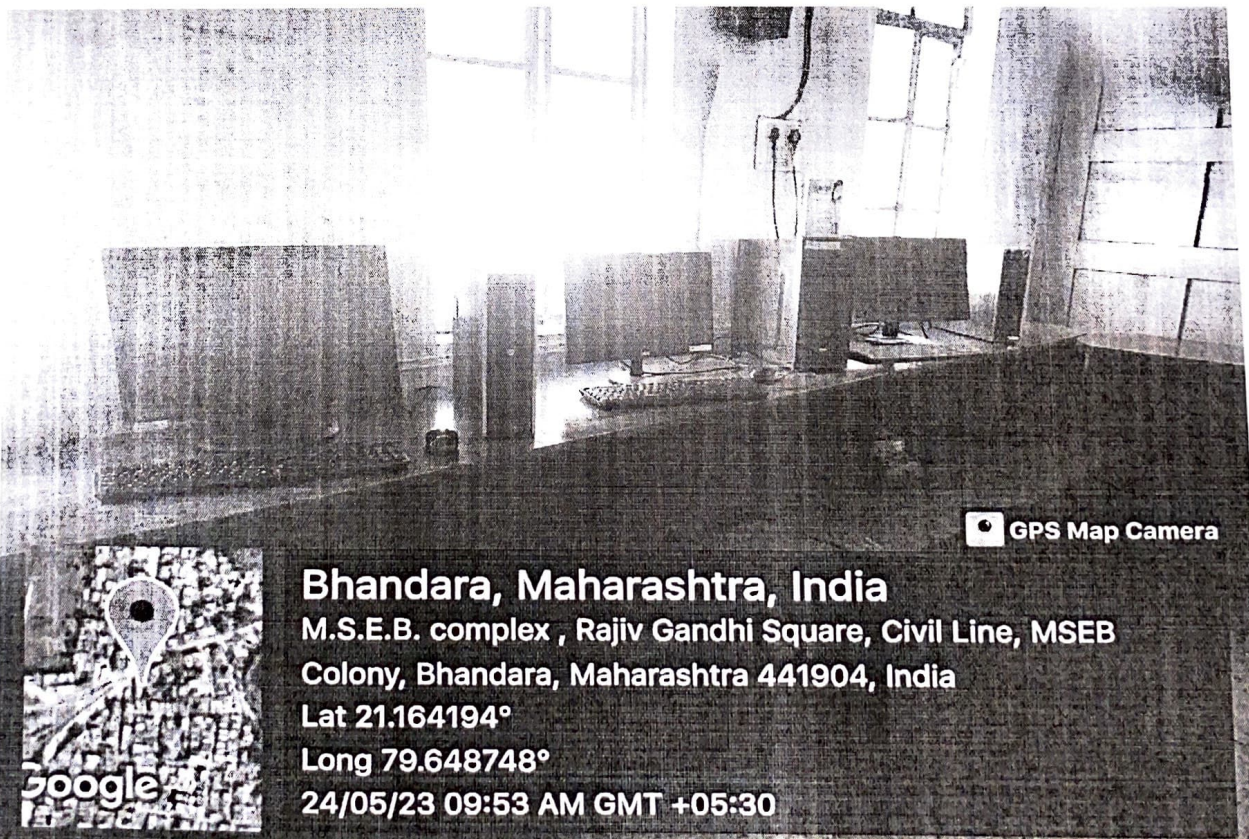 GPS Map Camera
Bhandara, Maharashtra, India
M.S.E.B. complex , Rajiv Gandhi Square, Civil Line, MSEB
Colony, Bhandara, Maharashtra 441904, India
Lat 21.164194°
Long 79.648748°
24/05/23 09:53 AM GMT +05:30
Google